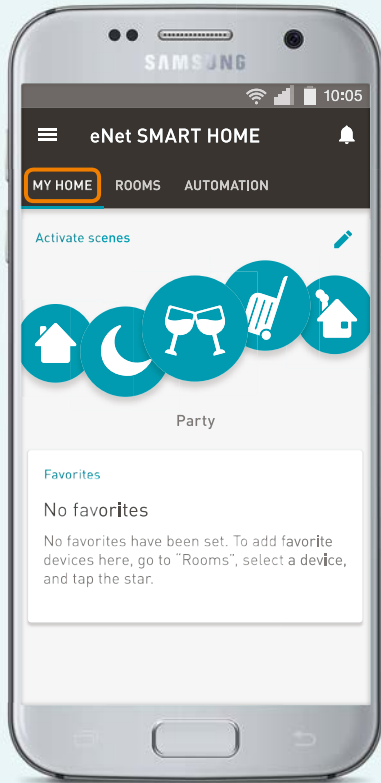 SAMSUNG
10:05
eNet SMART HOME
MY HOME ROOMS AUTOMATION
Activate scenes
Party
Favorites
No favorites
No favorites have been set. To add favorite
devices here, go to “Rooms”, select a device,
and tap the star.